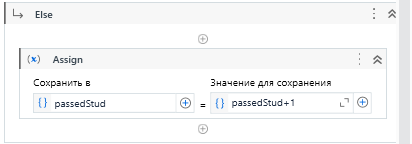 Else
(x) Assign
Сохранить в Значение для сохранения
{} passedStud = {} passedStud+1